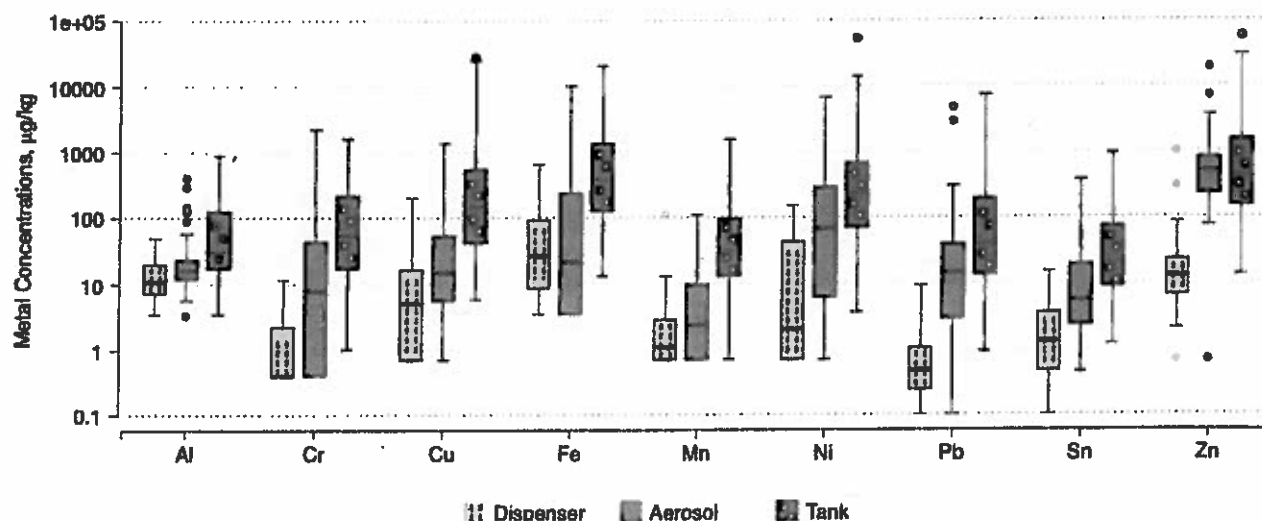 Metal Concentrations, µg/kg
1e+05
10000
1000
100
10
1
0.1
Al Cr Cu Fe Mn Ni Pb Sn Zn
Dispenser Aerosol Tank